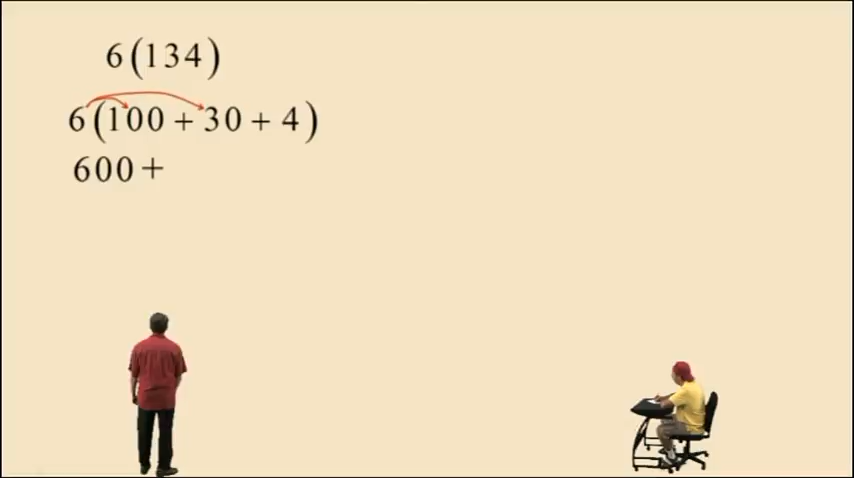 6(134)
6(100 + 30 + 4)
600 +